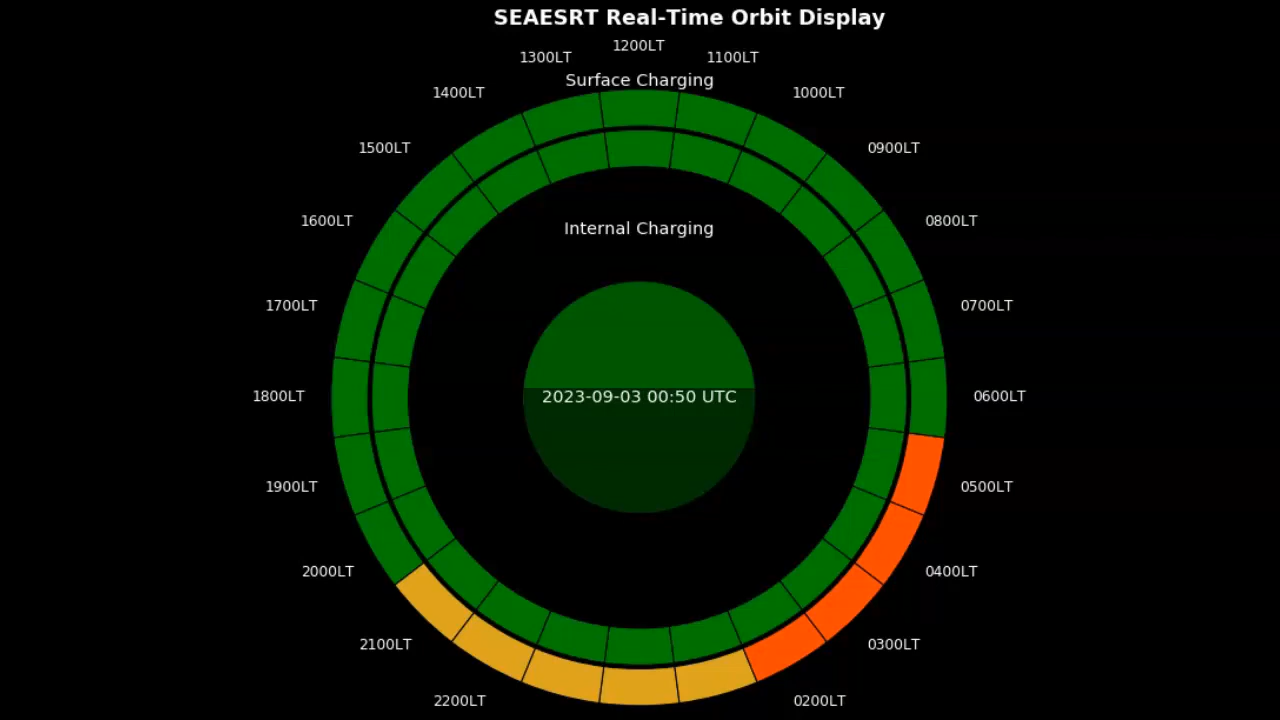 SEAESRT Real-Time Orbit Display
1200LT
1300LT
1100LT
Surface Charging
1400LT
1000LT
1500LT
0900LT
1600LT
0800LT
Internal Charging
1700LT
0700LT
1800LT
2023-09-03 00:50 UTC
0600LT
1900LT
0500LT
2000LT
0400LT
2100LT
0300LT
2200LT
0200LT